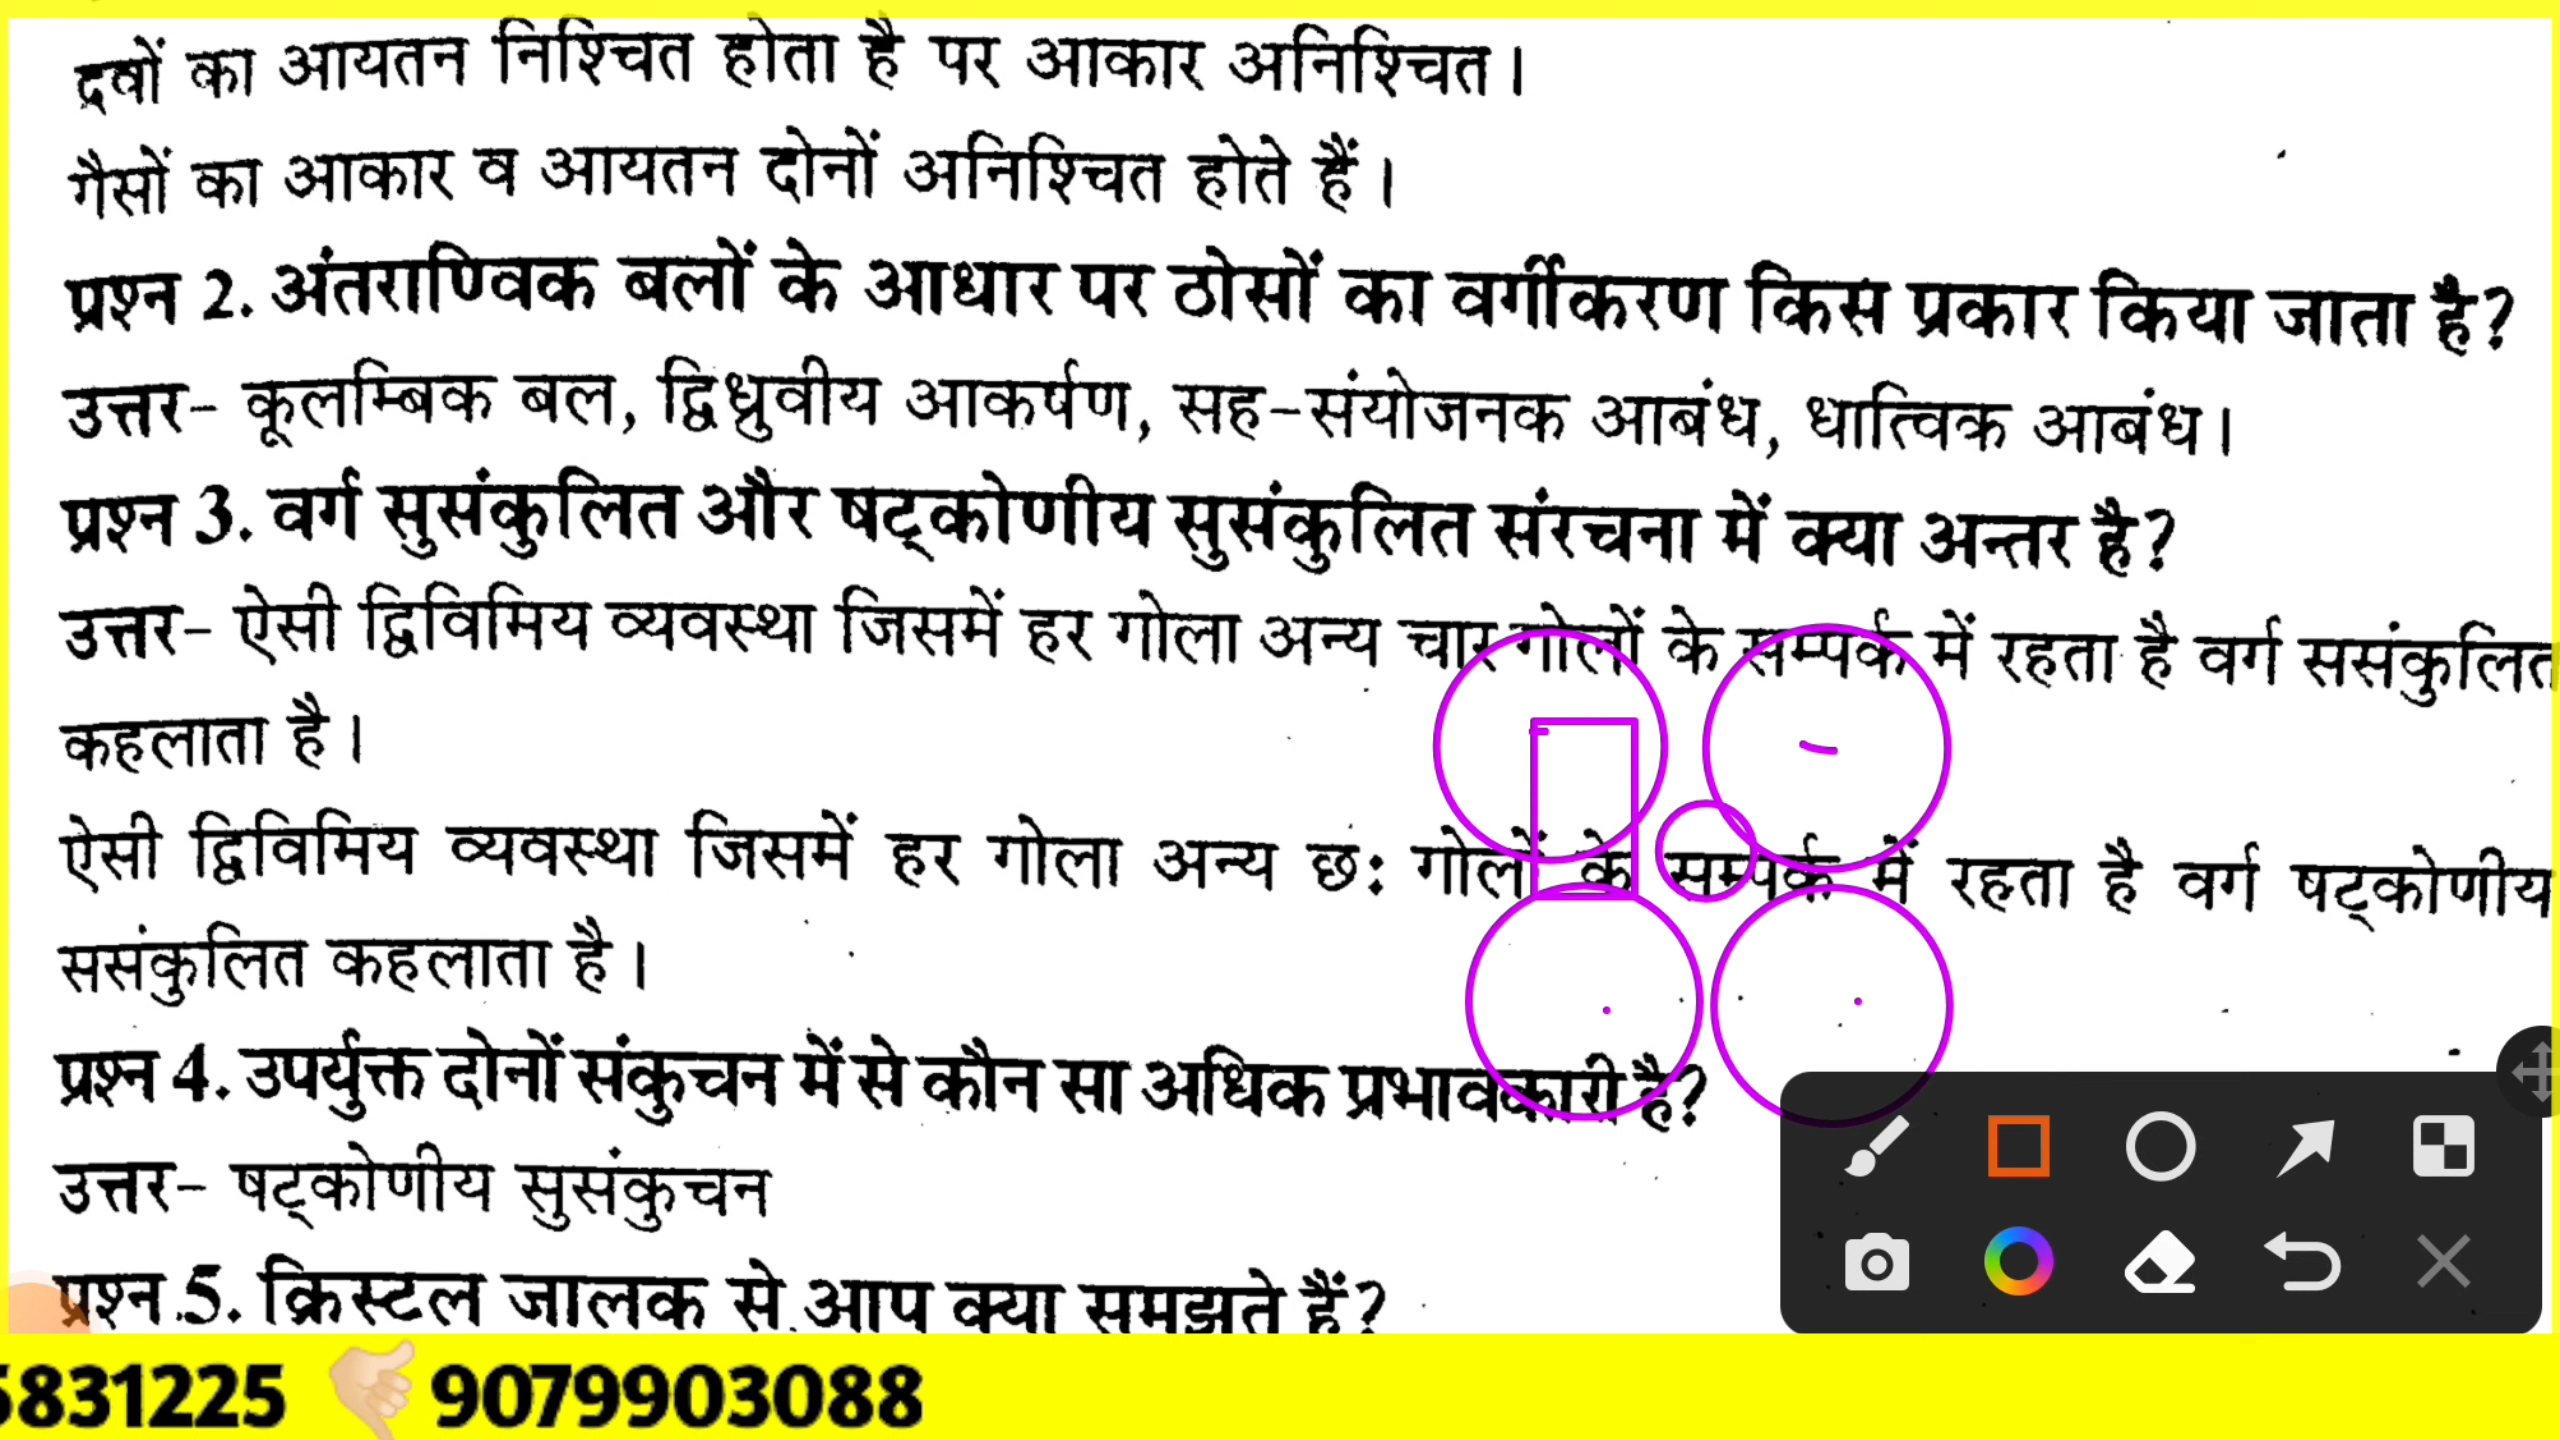 द्रवों का आयतन निश्चित होता है पर आकार अनिश्चित।
गैसों का आकार व आयतन दोनों अनिश्चित होते हैं।
प्रश्न 2. अंतराण्विक बलों के आधार पर ठोसों का वर्गीकरण किस प्रकार किया जाता है?
उत्तर- कूलम्बिक बल, द्विध्रुवीय आकर्षण, सह-संयोजनक आबंध, धात्विक आबंध।
प्रश्न 3. वर्ग सुसंकुलित और षट्कोणीय सुसंकुलित संरचना में क्या अन्तर है?
उत्तर- ऐसी द्विविमिय व्यवस्था जिसमें हर गोला अन्य चार गोलों के सम्पर्क में रहता है वर्ग ससंकुलित
कहलाता है।
ऐसी द्विविमिय व्यवस्था जिसमें हर गोला अन्य छः गोलों के सम्पर्क में रहता है वर्ग षट्कोणीय
ससंकुलित कहलाता है।
प्रश्न 4. उपर्युक्त दोनों संकुचन में से कौन सा अधिक प्रभावकारी है?
उत्तर- षट्कोणीय सुसंकुचन
प्रश्न 5. क्रिस्टल जालक से आप क्या समझते हैं?
5831225 9079903088